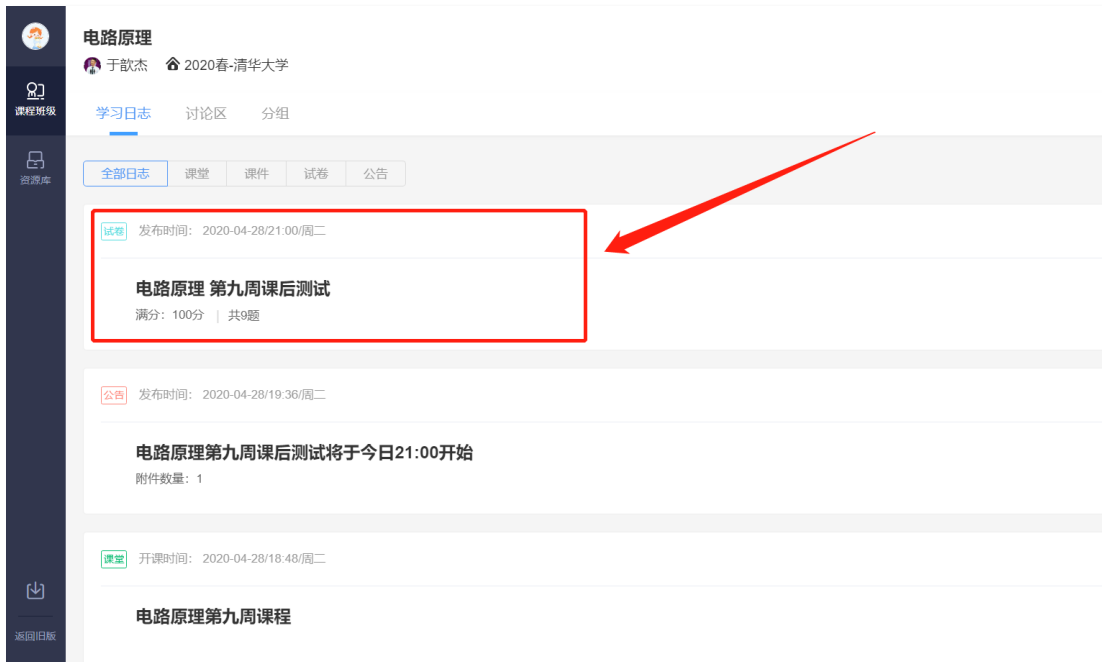 电路原理
于歆杰 2020春-清华大学
课程班级
学习日志 讨论区 分组
资源库
全部日志 课堂 课件 试卷 公告
试卷 发布时间： 2020-04-28/21:00/周二
电路原理 第九周课后测试
满分：100分 | 共9题
公告 发布时间： 2020-04-28/19:36/周二
电路原理第九周课后测试将于今日21:00开始
附件数量：1
课堂 开课时间： 2020-04-28/18:48/周二
电路原理第九周课程
返回旧版